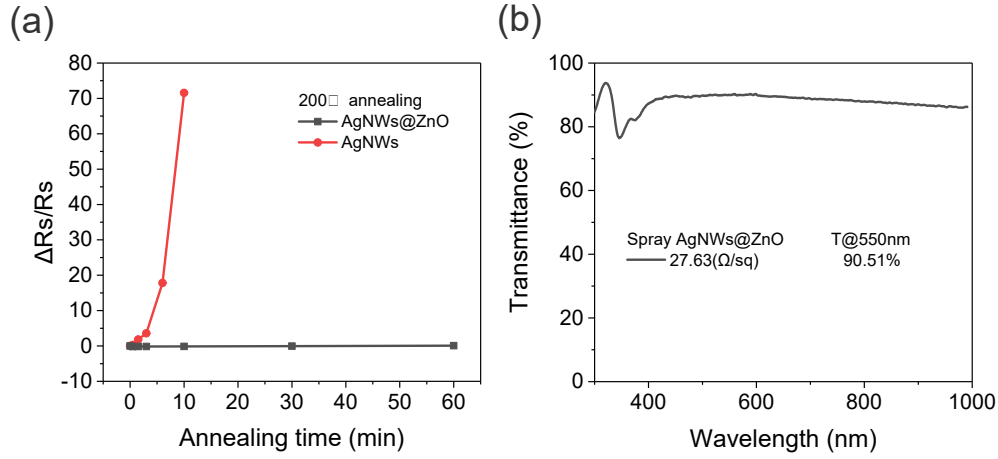 (a)
80
70
60
50
40
30
20
10
0
-10
ΔRs/Rs
200□ annealing
AgNWs@ZnO
AgNWs
0 10 20 30 40 50 60
Annealing time (min)
(b)
100
80
60
40
20
0
Transmittance (%)
Spray AgNWs@ZnO T@550nm
27.63(Ω/sq) 90.51%
400 600 800 1000
Wavelength (nm)